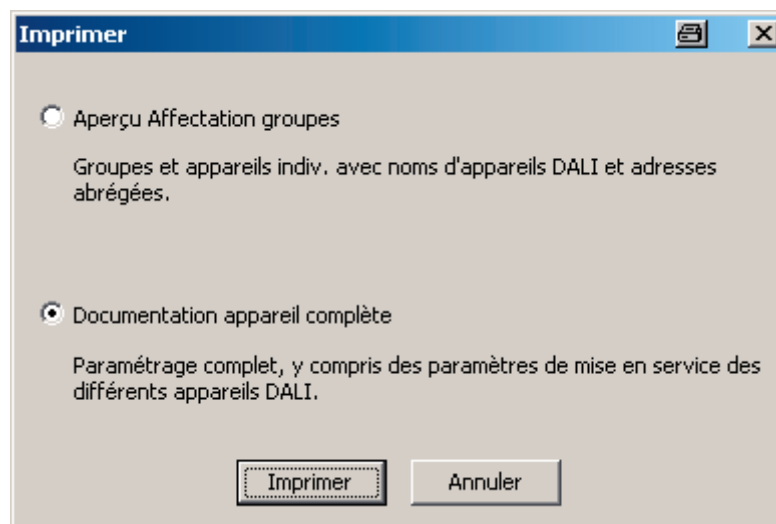 Imprimer
Aperçu Affectation groupes
Groupes et appareils indiv. avec noms d'appareils DALI et adresses
abrégées.
Documentation appareil complète
Paramétrage complet, y compris des paramètres de mise en service des
différents appareils DALI.
Imprimer
Annuler